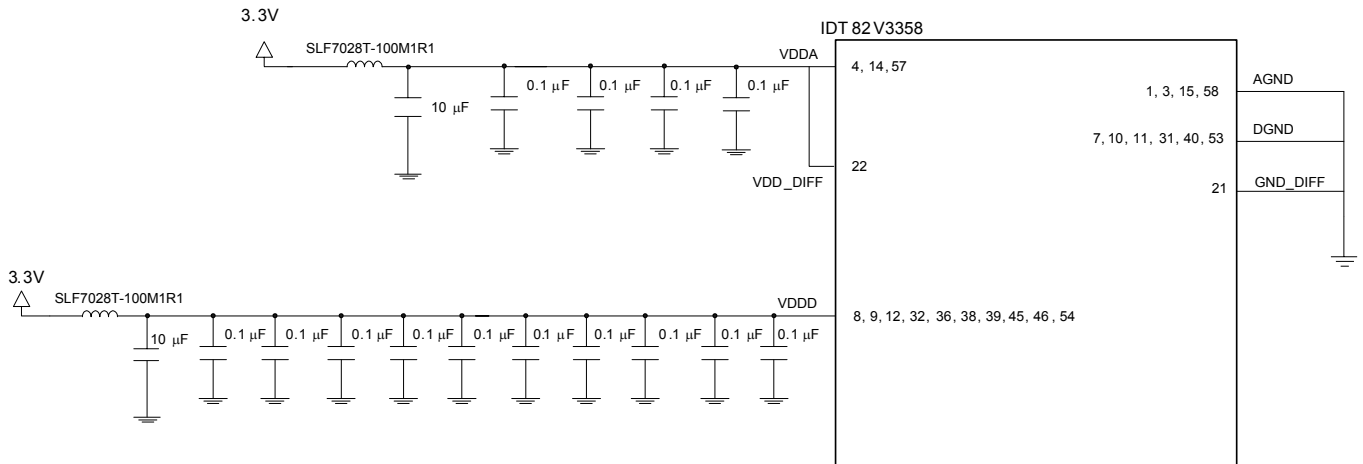 3.3V
IDT 82V3358
SLF7028T-100M1R1
VDDA
4, 14, 57
10 µF
0.1 µF
0.1 µF
0.1 µF
0.1 µF
1, 3, 15, 58
AGND
7, 10, 11, 31, 40, 53
DGND
VDD_DIFF
22
21
GND_DIFF
3.3V
SLF7028T-100M1R1
VDDD
8, 9, 12, 32, 36, 38, 39, 45, 46, 54
10 µF
0.1 µF
0.1 µF
0.1 µF
0.1 µF
0.1 µF
0.1 µF
0.1 µF
0.1 µF
0.1 µF
0.1 µF